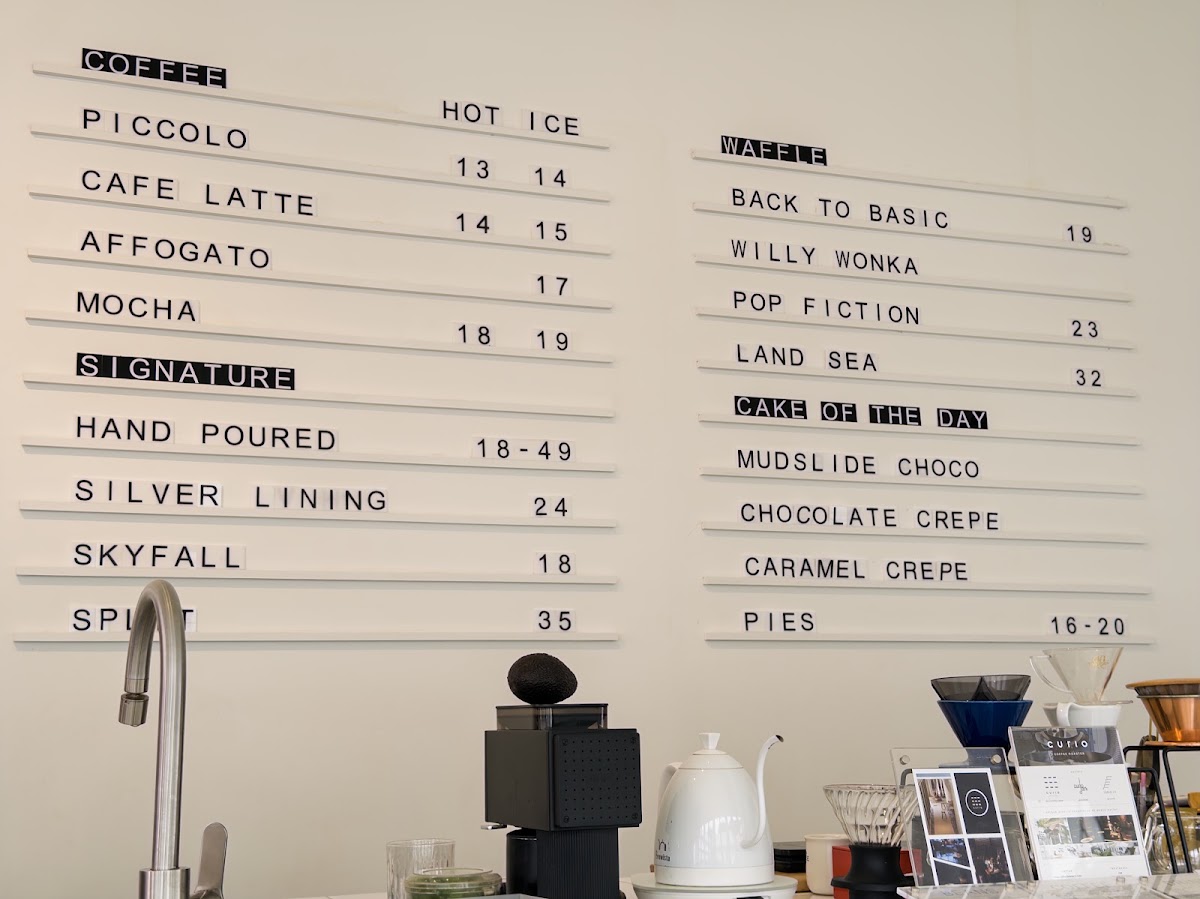 COFFEE
HOT ICE
PICCOLO 13 14
CAFE LATTE 14 15
AFFOGATO 17
MOCHA 18 19
SIGNATURE
HAND POURED 18-49
SILVER LINING 24
SKYFALL 18
35
WAFFLE
BACK TO BASIC 19
WILLY WONKA
POP FICTION 23
LAND SEA 32
CAKE OF THE DAY
MUDSLIDE CHOCO
CHOCOLATE CREPE
CARAMEL CREPE
PIES 16-20
CURIO